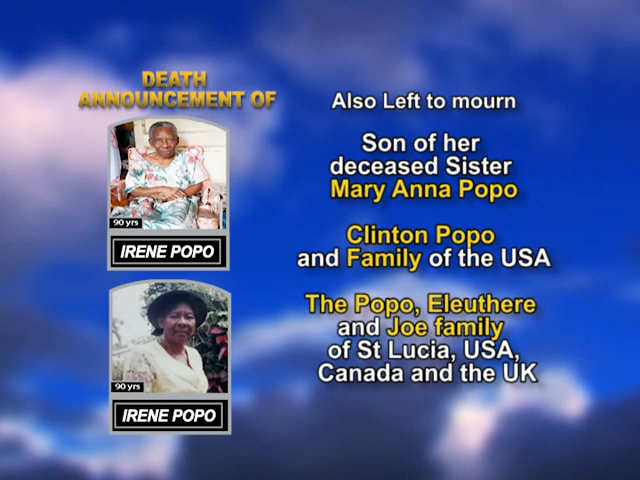 DEATH
ANNOUNCEMENT OF
90 yrs
IRENE POPO
90 yrs
IRENE POPO
Also Left to mourn
Son of her
deceased Sister
Mary Anna Popo
Clinton Popo
and Family of the USA
The Popo, Eleuthere
and Joe family
of St Lucia, USA,
Canada and the UK